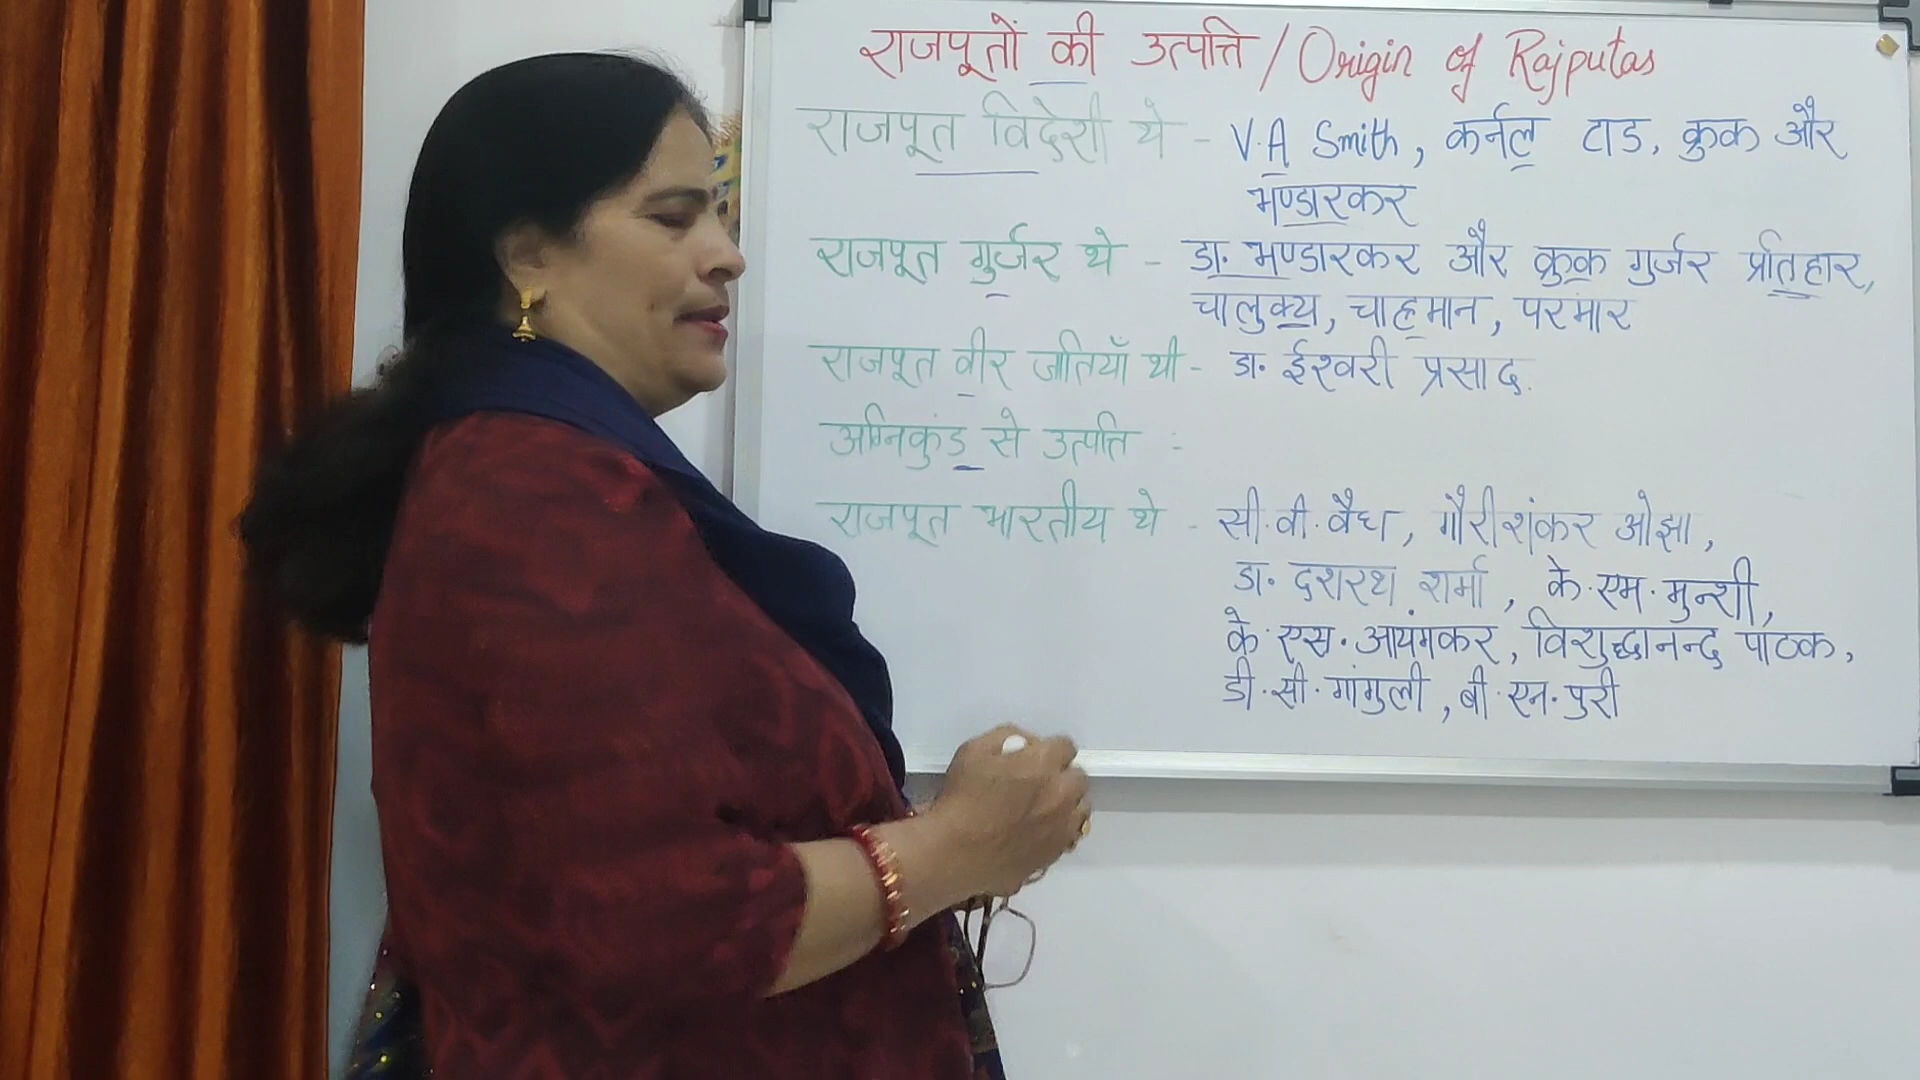 राजपूतों की उत्पत्ति / Origin of Rajputas
राजपूत विदेशी थे - V.A Smith, कर्नल टाड, क्रुक और
भण्डारकर
राजपूत गुर्जर थे - डा. भण्डारकर और क्रुक गुर्जर प्रतिहार,
चालुक्य, चाहमान, परमार
राजपूत वीर जातियाँ थी - डा. ईश्वरी प्रसाद.
अग्निकुंड से उत्पत्ति :
राजपूत भारतीय थे - सी.वी.वैद्य, गौरीशंकर ओझा,
डा. दशरथ शर्मा, के.एम.मुन्शी,
के.एस.आयंगकर, विशुद्धानन्द पाठक,
डी.सी.गांगुली, बी.एन.पुरी